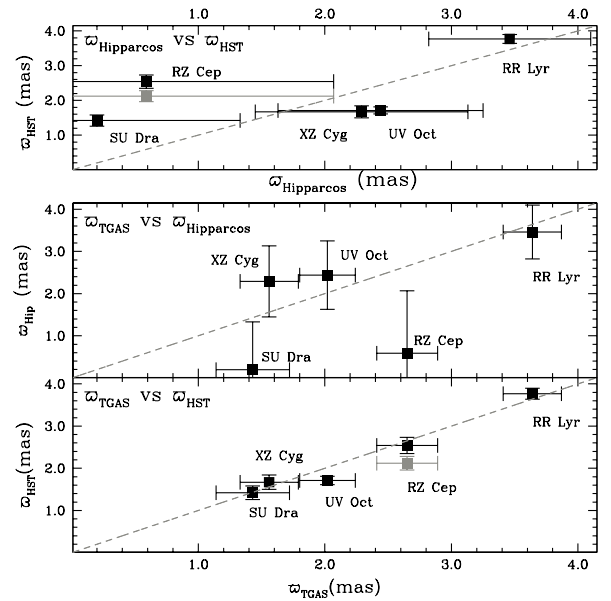 1.0 2.0 3.0 4.0
ϖHipparcos VS ϖHST
4.0
3.0
2.0
1.0
ϖHST (mas)
RZ Cep
RR Lyr
SU Dra
XZ Cyg
UV Oct
ϖHipparcos (mas)
ϖTGAS VS ϖHipparcos
4.0
3.0
2.0
1.0
ϖHip (mas)
XZ Cyg
UV Oct
RR Lyr
SU Dra
RZ Cep
ϖTGAS VS ϖHST
4.0
3.0
2.0
1.0
ϖHST(mas)
RR Lyr
XZ Cyg
SU Dra
UV Oct
RZ Cep
1.0 2.0 3.0 4.0
ϖTGAS(mas)